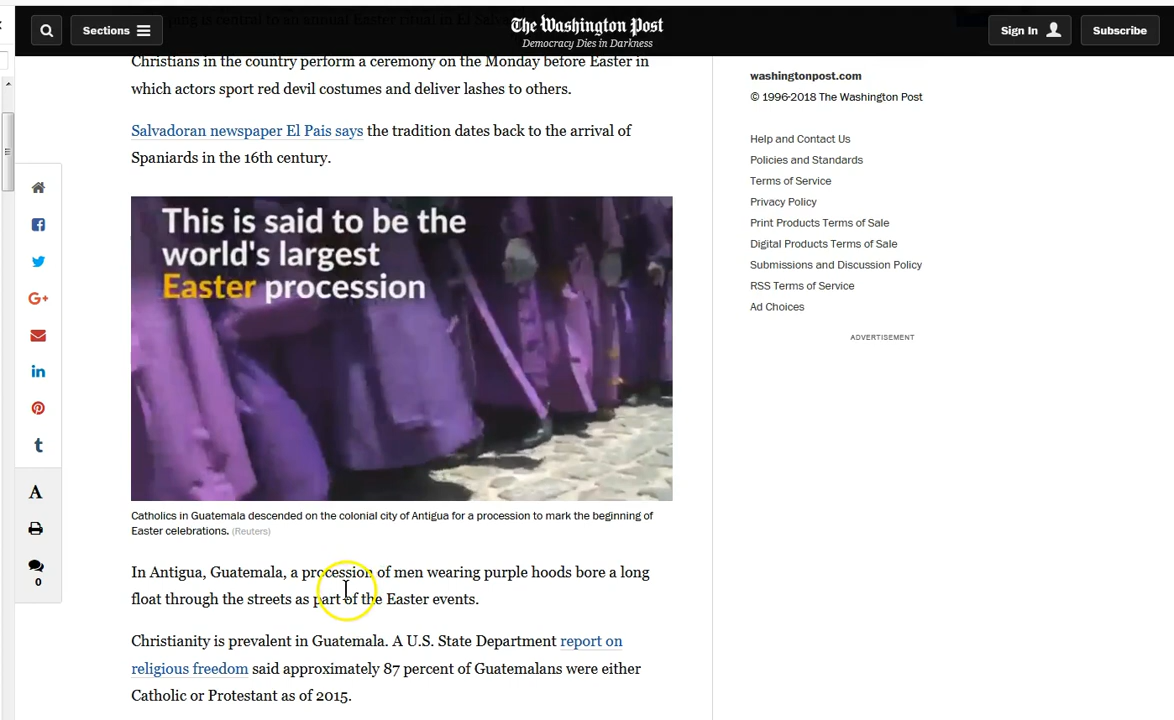 The Washington Post
Democracy Dies in Darkness
Sections
Sign In
Subscribe
Christians in the country perform a ceremony on the Monday before Easter in
which actors sport red devil costumes and deliver lashes to others.
Salvadoran newspaper El Pais says the tradition dates back to the arrival of
Spaniards in the 16th century.
This is said to be the
world's largest
Easter procession
Catholics in Guatemala descended on the colonial city of Antigua for a procession to mark the beginning of
Easter celebrations. (Reuters)
In Antigua, Guatemala, a procession of men wearing purple hoods bore a long
float through the streets as part of the Easter events.
Christianity is prevalent in Guatemala. A U.S. State Department report on
religious freedom said approximately 87 percent of Guatemalans were either
Catholic or Protestant as of 2015.
G+
in
t
A
0
washingtonpost.com
© 1996-2018 The Washington Post
Help and Contact Us
Policies and Standards
Terms of Service
Privacy Policy
Print Products Terms of Sale
Digital Products Terms of Sale
Submissions and Discussion Policy
RSS Terms of Service
Ad Choices
ADVERTISEMENT